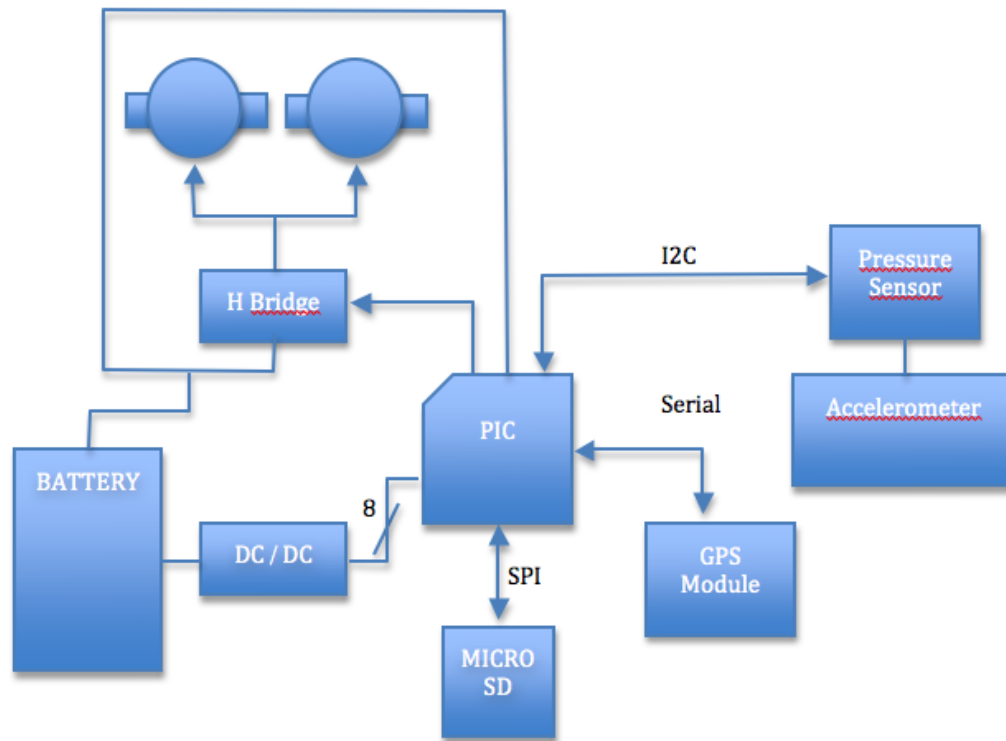 H Bridge
I2C
Pressure
Sensor
Accelerometer
Serial
PIC
BATTERY
8
DC / DC
GPS
Module
SPI
MICRO
SD